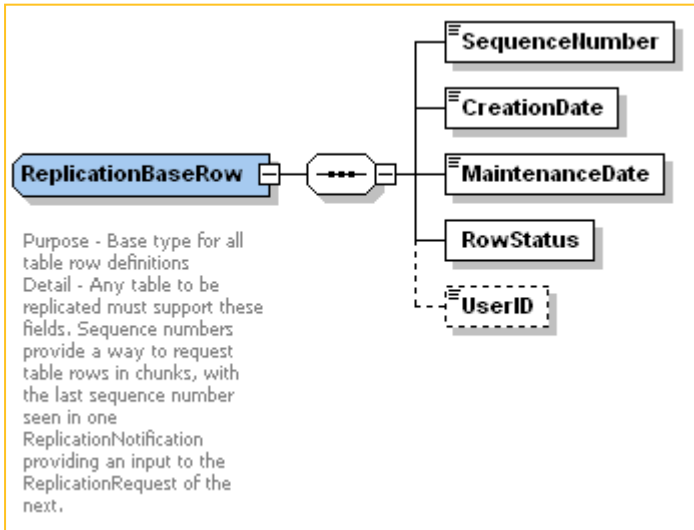 SequenceNumber
CreationDate
ReplicationBaseRow
MaintenanceDate
RowStatus
UserID
Purpose - Base type for all
table row definitions
Detail - Any table to be
replicated must support these
fields. Sequence numbers
provide a way to request
table rows in chunks, with
the last sequence number
seen in one
ReplicationNotification
providing an input to the
ReplicationRequest of the
next.